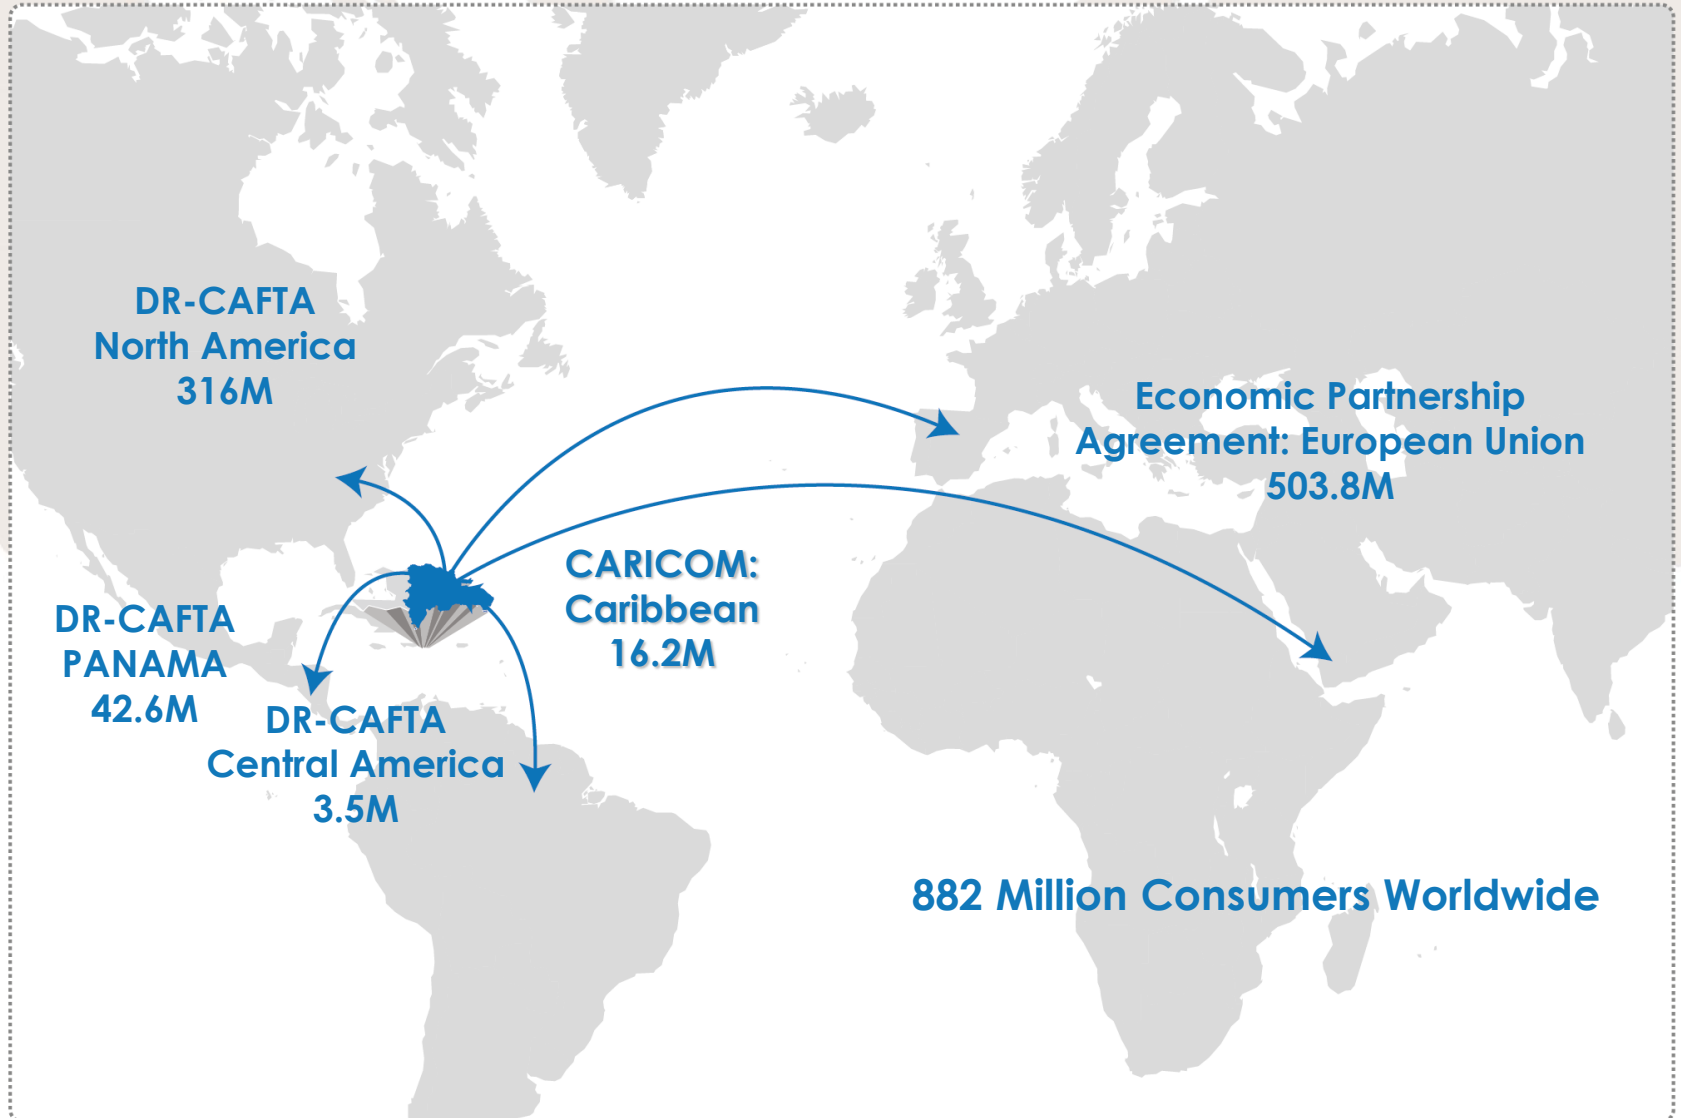 DR-CAFTA
North America
316M
Economic Partnership
Agreement: European Union
503.8M
CARICOM:
Caribbean
16.2M
DR-CAFTA
PANAMA
42.6M
DR-CAFTA
Central America
3.5M
882 Million Consumers Worldwide